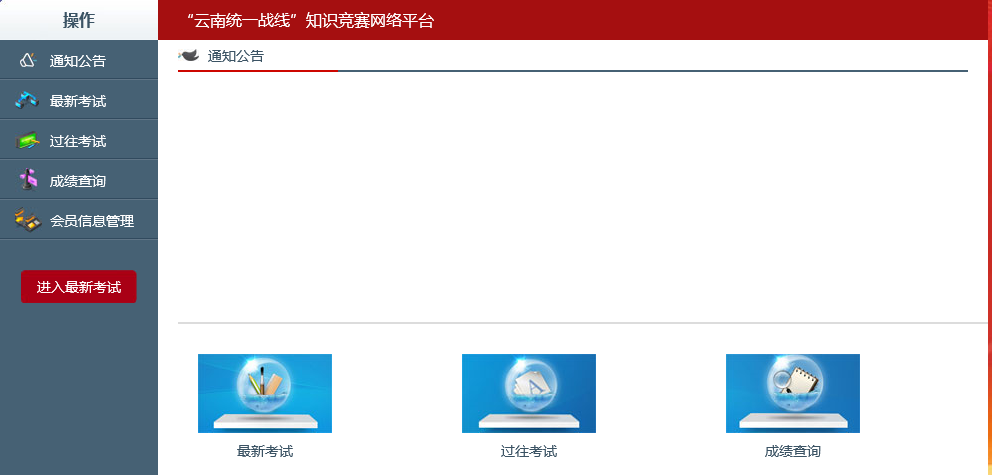 操作
通知公告
最新考试
过往考试
成绩查询
会员信息管理
进入最新考试
“云南统一战线”知识竞赛网络平台
通知公告
最新考试
过往考试
成绩查询